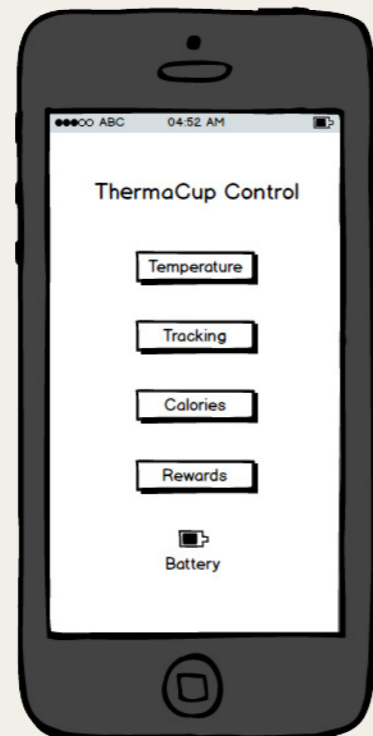 ABC 04:52 AM
ThermaCup Control
Temperature
Tracking
Calories
Rewards
Battery